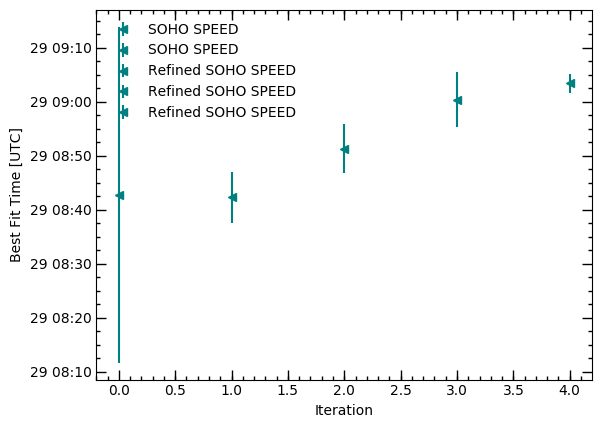 SOHO SPEED
SOHO SPEED
Refined SOHO SPEED
Refined SOHO SPEED
Refined SOHO SPEED
29 09:10
29 09:00
29 08:50
29 08:40
29 08:30
29 08:20
29 08:10
Best Fit Time [UTC]
0.0 0.5 1.0 1.5 2.0 2.5 3.0 3.5 4.0
Iteration